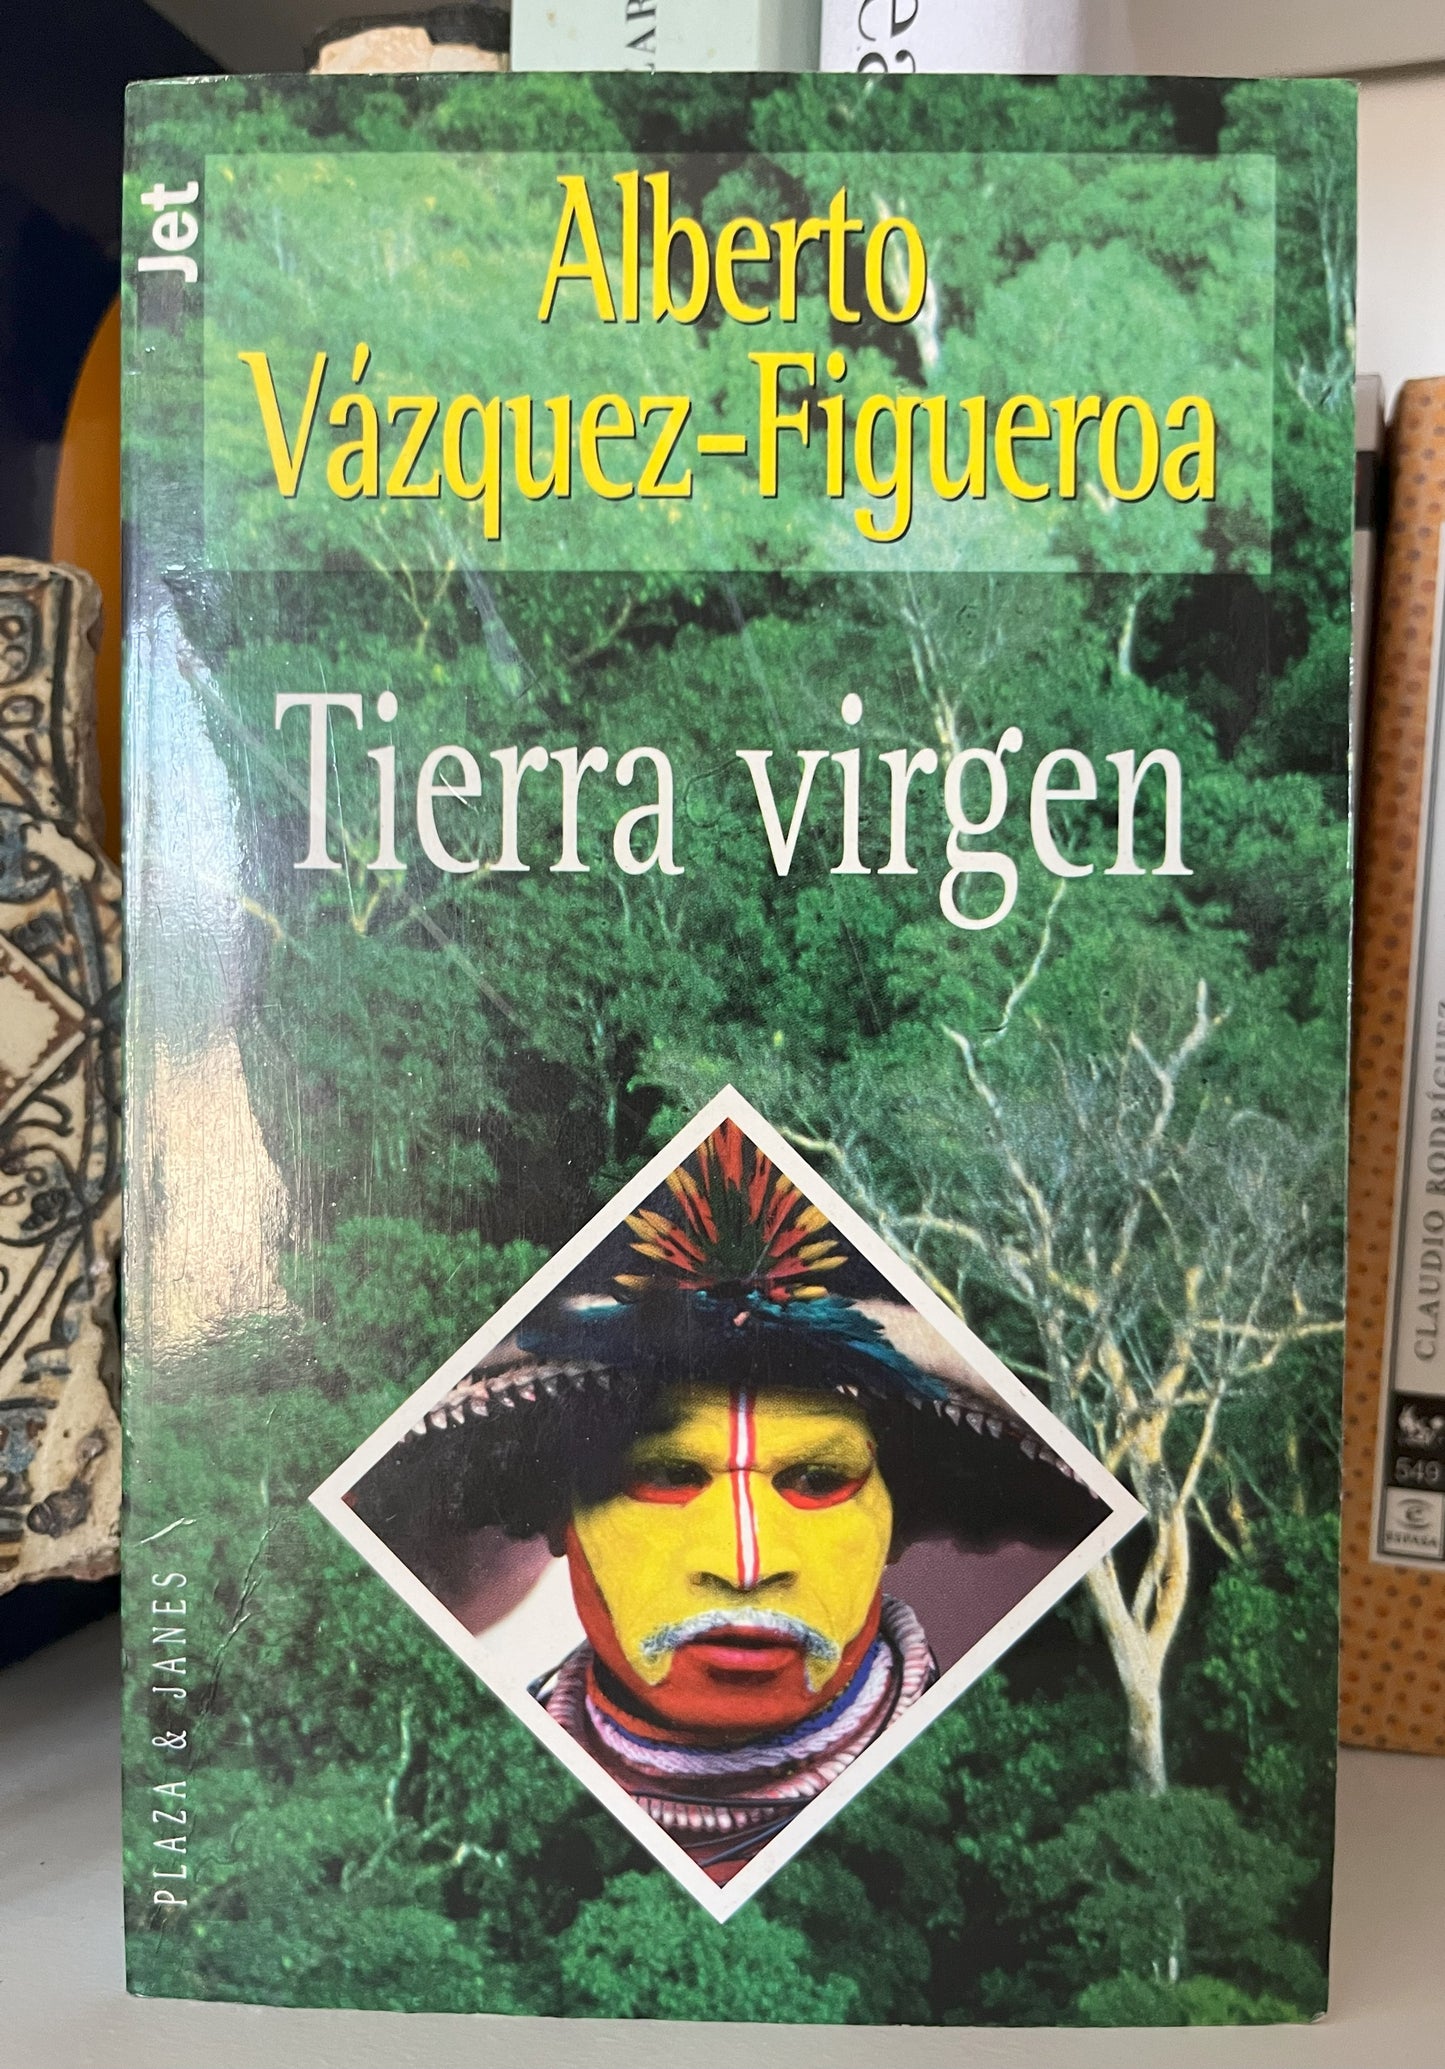 Jet
Alberto
Vázquez-Figueroa
Tierra virgen
PLAZA & JANES
CLAUDIO RODRÍGUEZ
549
ESPASA